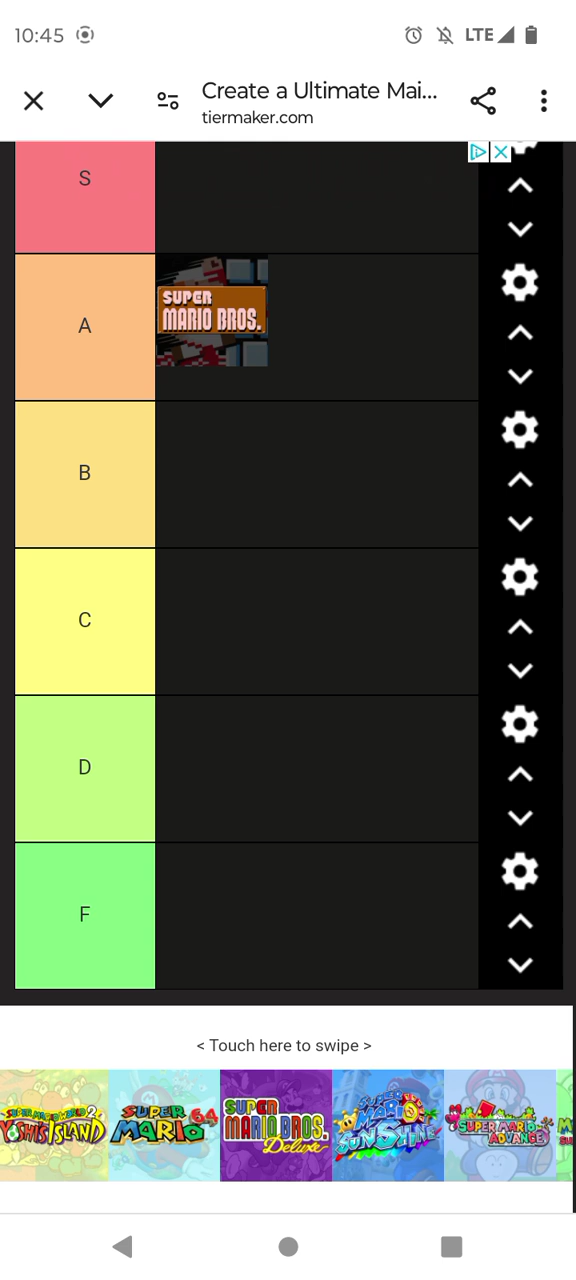 10:45
LTE
Create a Ultimate Mai...
tiermaker.com
S
A
SUPER
MARIO BROS.
B
C
D
F
< Touch here to swipe >
SUPER MARIO WORLD 2
YOSHI'S ISLAND
SUPER
MARIO 64
SUPER
MARIO BROS.
Deluxe
SUPER
MARIO
SUNSHINE
SUPER MARIO
ADVANCE